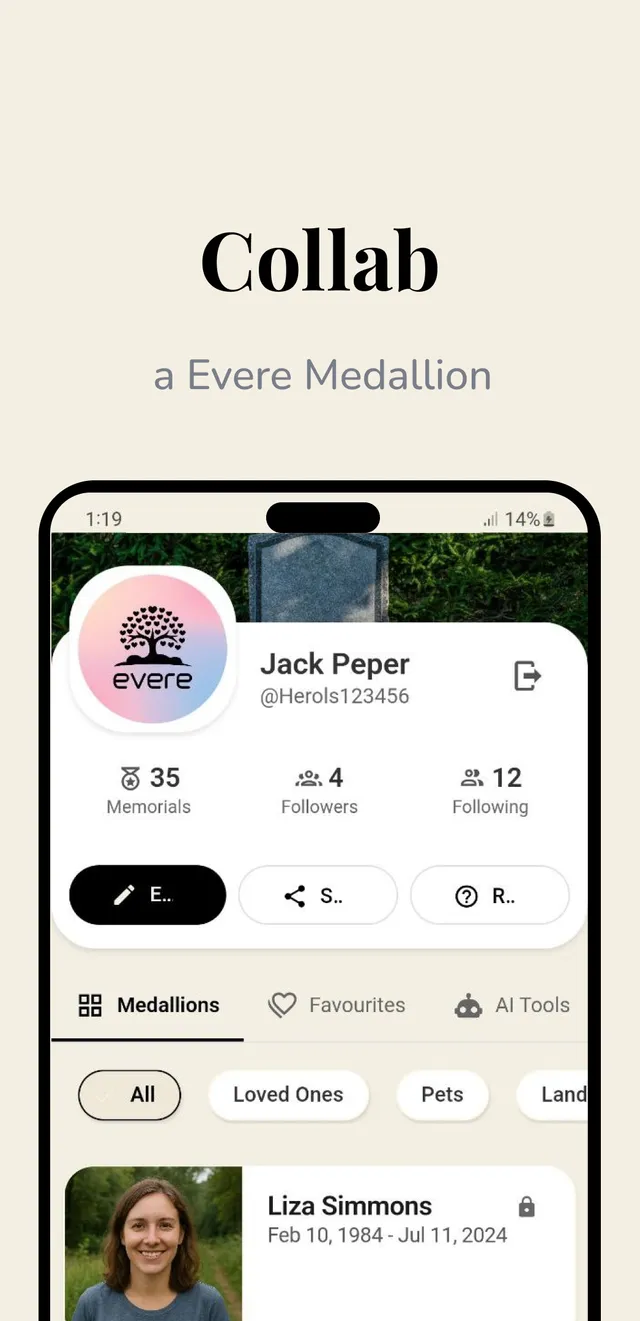 Collab
a Evere Medallion
1:19
14%
evere
Jack Peper
@Herols123456
35
Memorials
4
Followers
12
Following
E..
S..
R..
Medallions
Favourites
AI Tools
All
Loved Ones
Pets
Land
Liza Simmons
Feb 10, 1984 - Jul 11, 2024